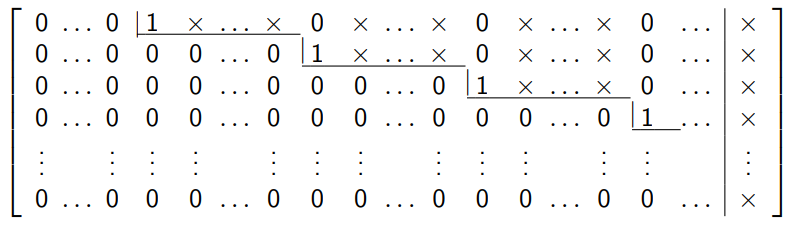 0 … 0 1 × … × 0 × … × 0 × … × 0 … ×
0 … 0 0 0 … 0 1 × … × 0 × … × 0 … ×
0 … 0 0 0 … 0 0 0 … 0 1 × … × 0 … ×
0 … 0 0 0 … 0 0 0 … 0 0 0 … 0 1 … ×
⋮ ⋮ ⋮ ⋮ ⋮ ⋮ ⋮ ⋮ ⋮ ⋮ ⋮ ⋮ ⋮
0 … 0 0 0 … 0 0 0 … 0 0 0 … 0 0 … ×